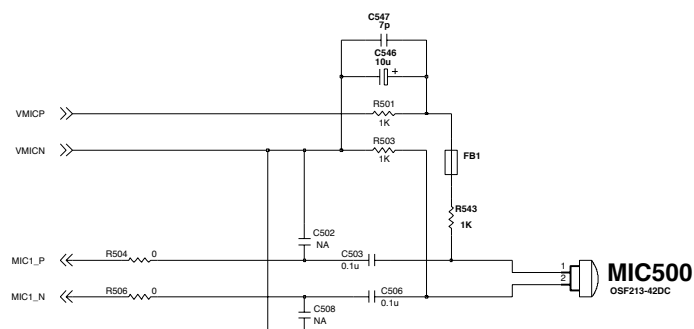 C547
7p
C546
10u
+
R501
VMICP
1K
R503
VMICN
1K
FB1
R543
1K
C502
NA
R504
0
C503
MIC1_P
0.1u
1
2
MIC500
OSF213-42DC
R506
0
C506
MIC1_N
0.1u
C508
NA